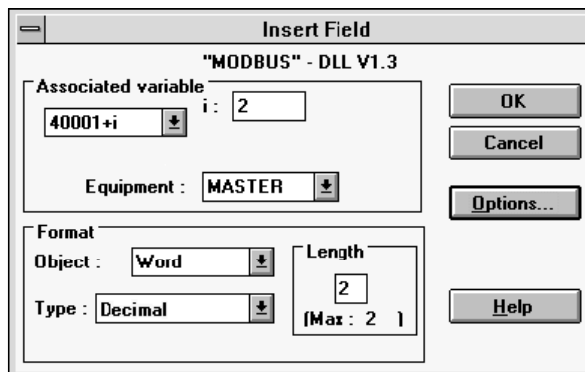 Insert Field
"MODBUS" - DLL V1.3
Associated variable
40001+i i : 2
Equipment : MASTER
OK
Cancel
Options...
Format
Object : Word
Type : Decimal
Length
2
(Max : 2 )
Help